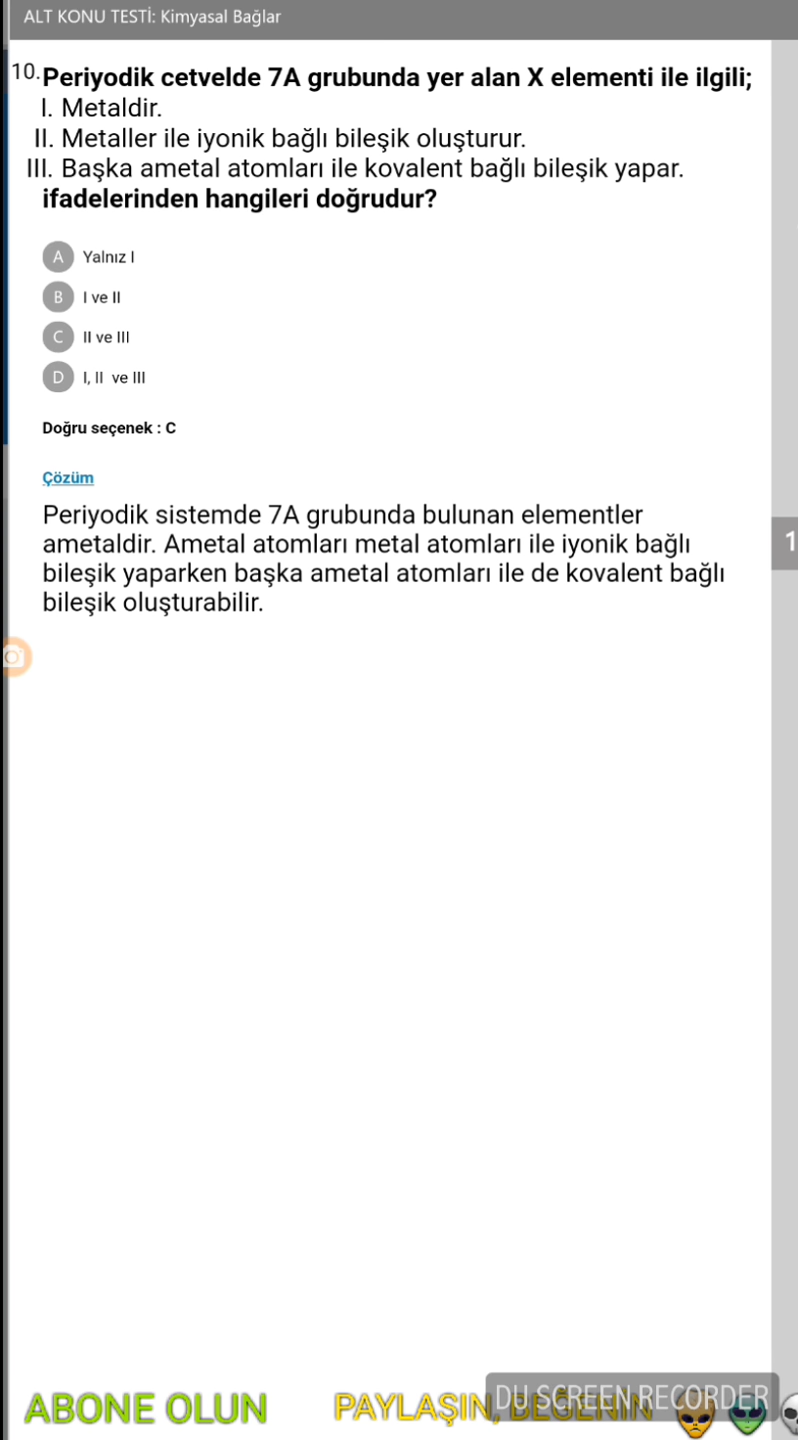 ALT KONU TESTİ: Kimyasal Bağlar
10. Periyodik cetvelde 7A grubunda yer alan X elementi ile ilgili;
I. Metaldir.
II. Metaller ile iyonik bağlı bileşik oluşturur.
III. Başka ametal atomları ile kovalent bağlı bileşik yapar.
ifadelerinden hangileri doğrudur?
A Yalnız I
B I ve II
C II ve III
D I, II ve III
Doğru seçenek : C
Çözüm
Periyodik sistemde 7A grubunda bulunan elementler
ametaldir. Ametal atomları metal atomları ile iyonik bağlı
1
bileşik yaparken başka ametal atomları ile de kovalent bağlı
bileşik oluşturabilir.
DU SCREEN RECORDER
ABONE OLUN PAYLAŞIN, BEĞENİN